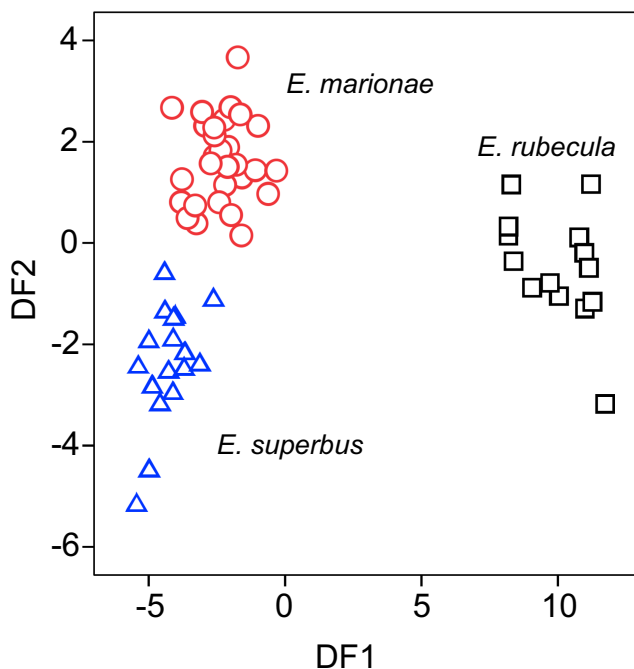 4
E. marionae
2
E. rubecula
0
DF2
-2
E. superbus
-4
-6
-5 0 5 10
DF1